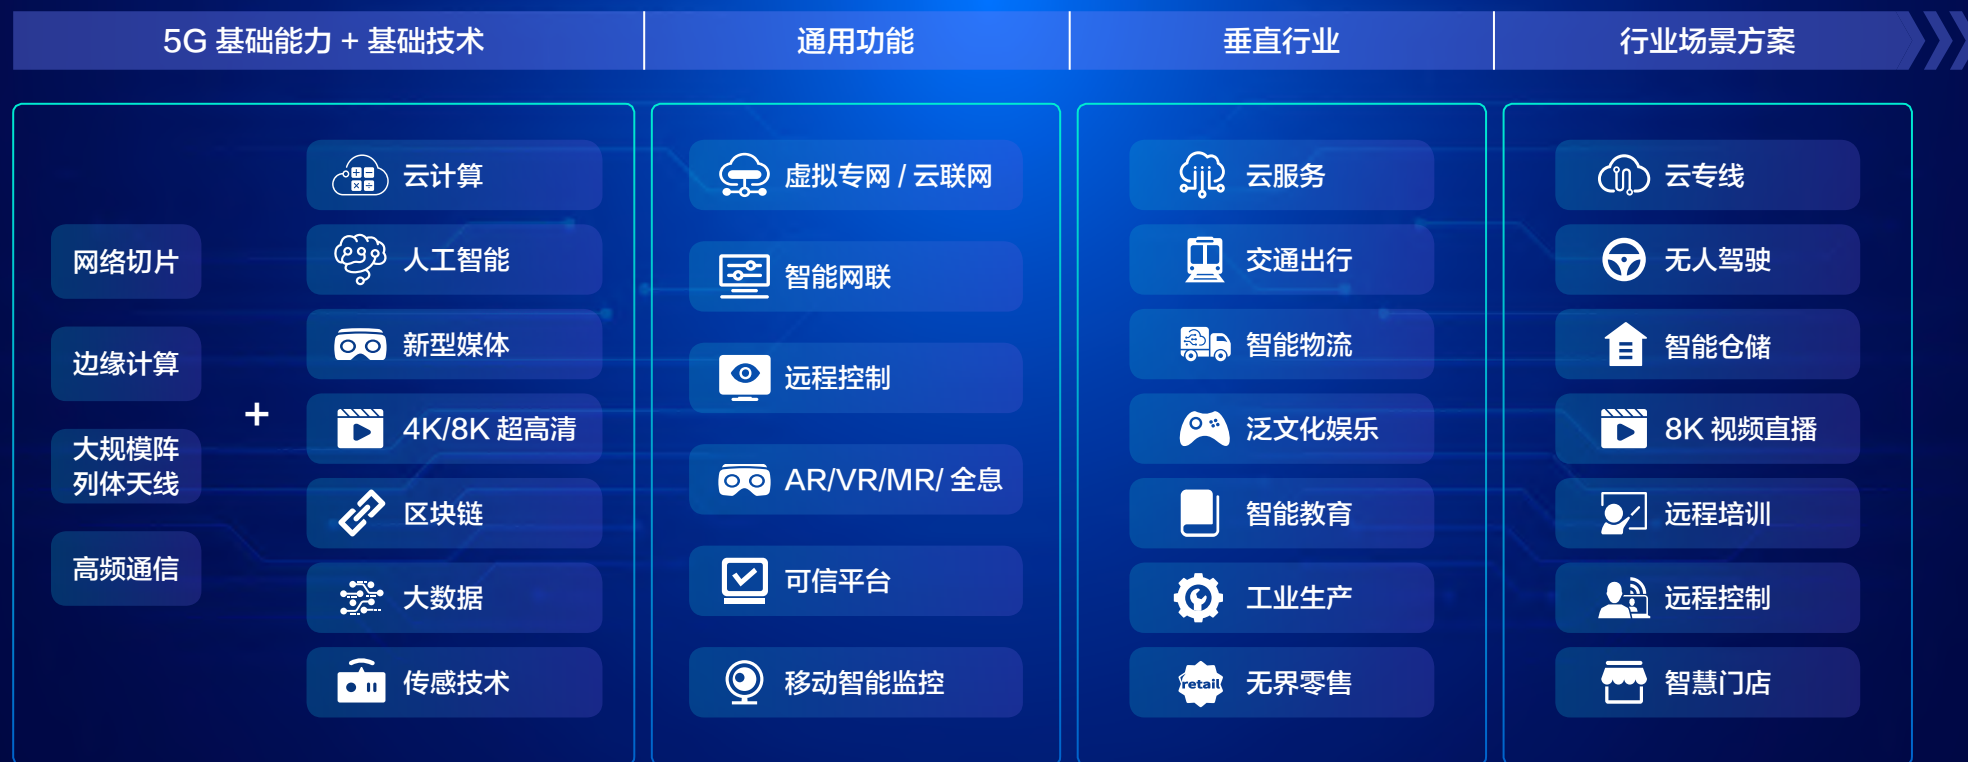 5G 基础能力 + 基础技术
通用功能
垂直行业
行业场景方案
网络切片
边缘计算
大规模阵
列体天线
高频通信
+
云计算
人工智能
新型媒体
4K/8K 超高清
区块链
大数据
传感技术
虚拟专网 / 云联网
智能网联
远程控制
AR/VR/MR/ 全息
可信平台
移动智能监控
云服务
交通出行
智能物流
泛文化娱乐
智能教育
工业生产
retail
无界零售
云专线
无人驾驶
智能仓储
8K 视频直播
远程培训
远程控制
智慧门店